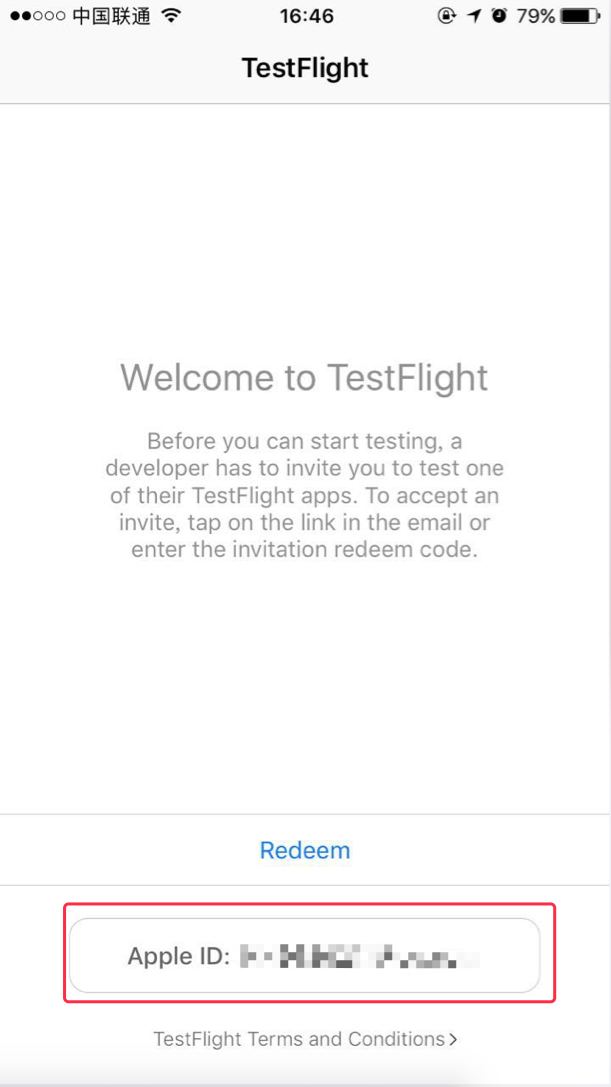 中国联通 16:46 79%
TestFlight
Welcome to TestFlight
Before you can start testing, a
developer has to invite you to test one
of their TestFlight apps. To accept an
invite, tap on the link in the email or
enter the invitation redeem code.
Redeem
Apple ID:
TestFlight Terms and Conditions